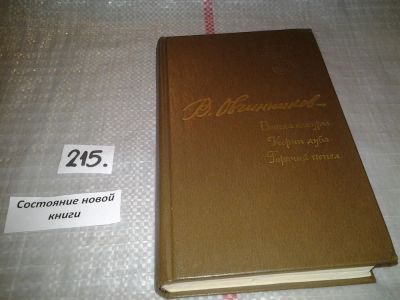 В. Овчинников
Ветка сакуры
Корни дуба
Горячий пепел
215.
Состояние новой
книги